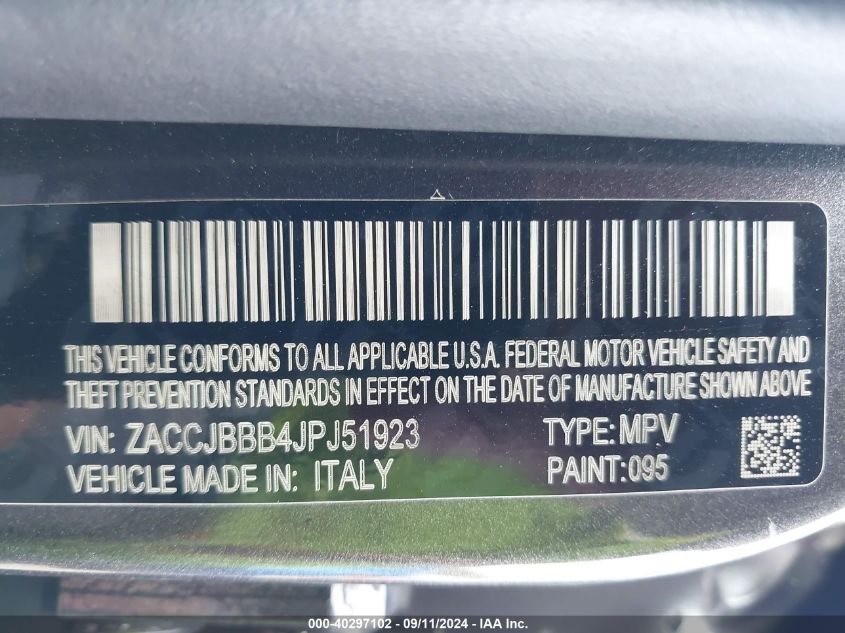 THIS VEHICLE CONFORMS TO ALL APPLICABLE U.S.A. FEDERAL MOTOR VEHICLE SAFETY AND
THEFT PREVENTION STANDARDS IN EFFECT ON THE DATE OF MANUFACTURE SHOWN ABOVE
VIN: ZACCJBBB4JPJ51923 TYPE: MPV
VEHICLE MADE IN: ITALY PAINT: 095
000-40297102 - 09/11/2024 - IAA Inc.